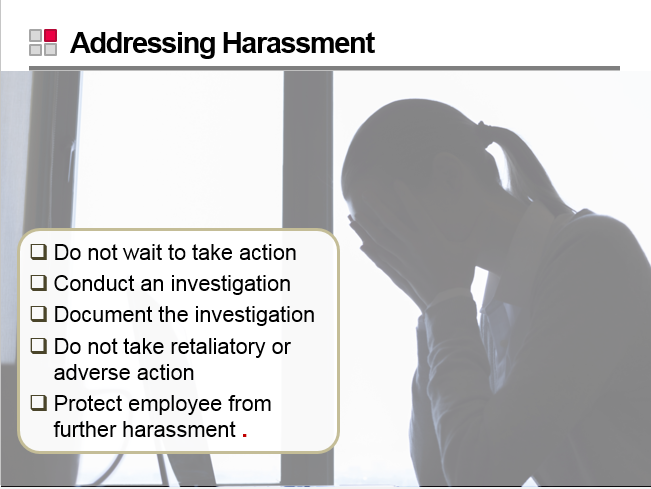 Addressing Harassment
❑ Do not wait to take action
❑ Conduct an investigation
❑ Document the investigation
❑ Do not take retaliatory or
adverse action
❑ Protect employee from
further harassment .